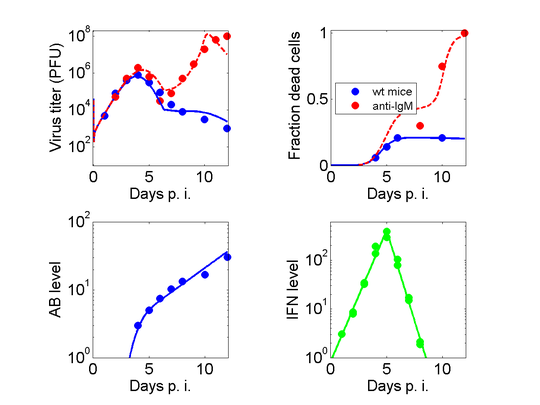 Virus titer (PFU)
10^8
10^6
10^4
10^2
0 5 10
Days p. i.
Fraction dead cells
1
0.5
0
wt mice
anti-IgM
0 5 10
Days p. i.
AB level
10^2
10^1
10^0
0 5 10
Days p. i.
IFN level
10^2
10^1
10^0
0 5 10
Days p. i.